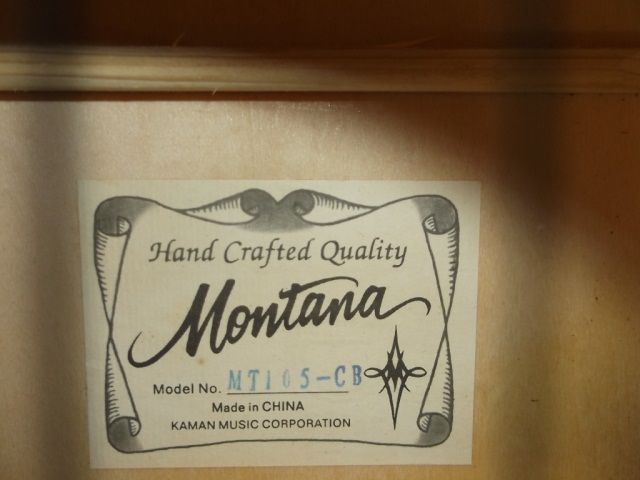 Hand Crafted Quality
Montana
Model No. MT105-CB
Made in CHINA
KAMAN MUSIC CORPORATION